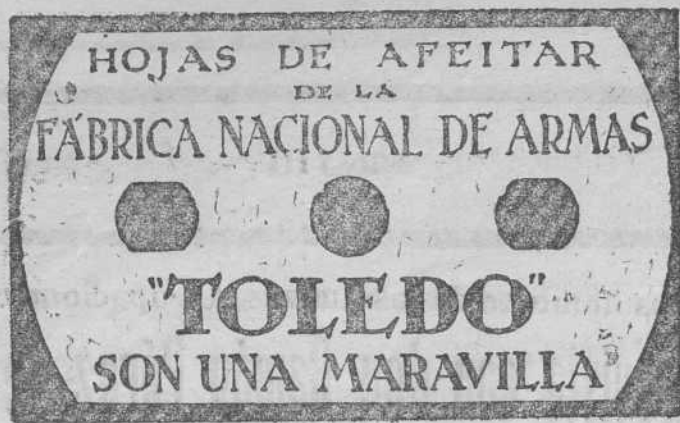 HOJAS DE AFEITAR
DE LA
FÁBRICA NACIONAL DE ARMAS
"TOLEDO"
SON UNA MARAVILLA